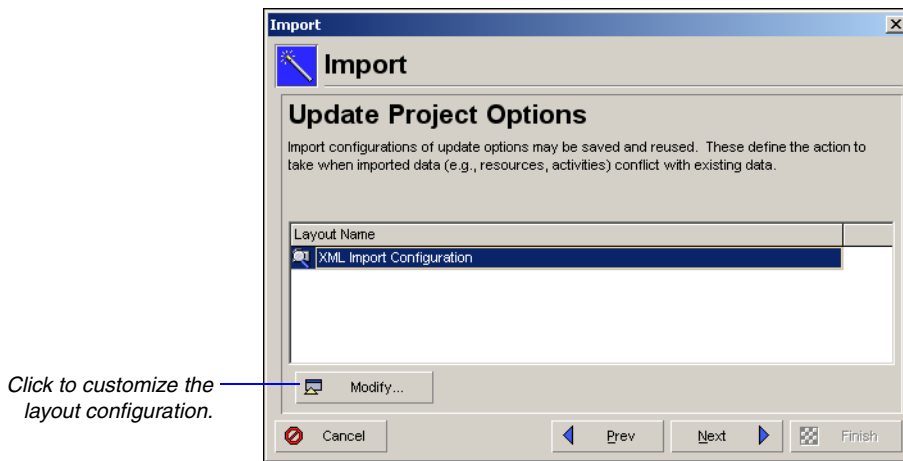 Import
Import
Update Project Options
Import configurations of update options may be saved and reused.  These define the action to
take when imported data (e.g., resources, activities) conflict with existing data.
Layout Name
XML Import Configuration
Click to customize the
layout configuration.
Modify...
Cancel
Prev
Next
Finish